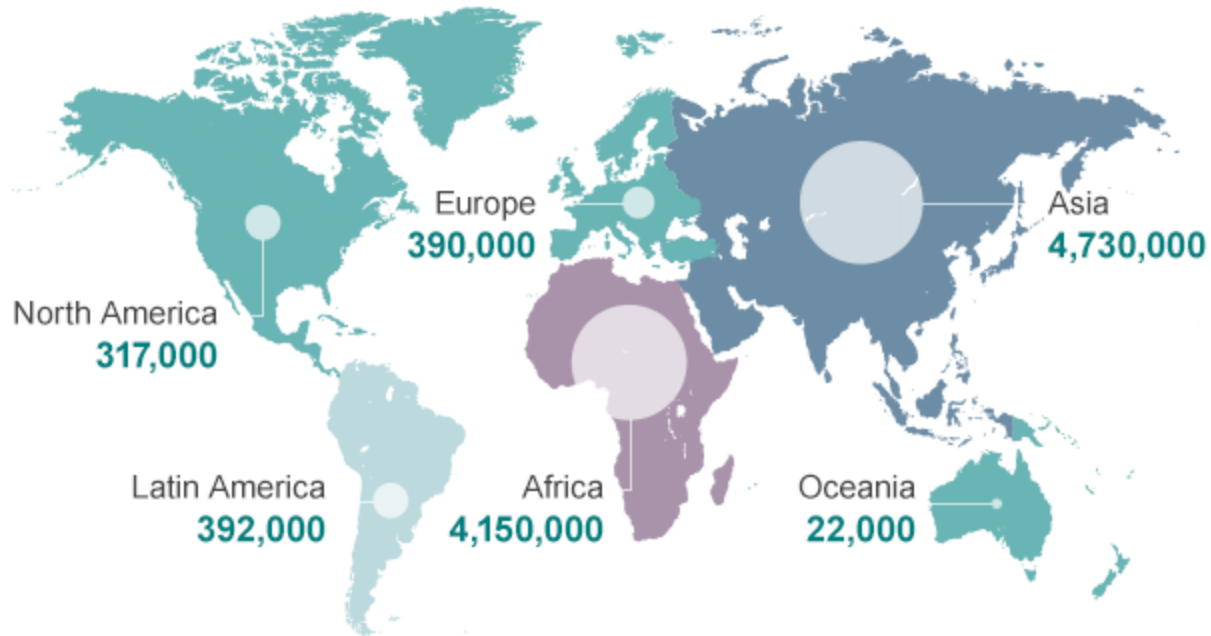 Europe
390,000
Asia
4,730,000
North America
317,000
Latin America
392,000
Africa
4,150,000
Oceania
22,000